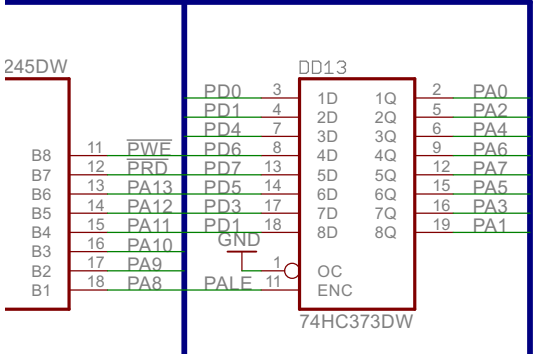 245DW
DD13
PD0 3 1D 1Q 2 PA0
PD1 4 2D 2Q 5 PA2
PD4 7 3D 3Q 6 PA4
B8 11 PWE PD6 8 4D 4Q 9 PA6
B7 12 PRD PD7 13 5D 5Q 12 PA7
B6 13 PA13 PD5 14 6D 6Q 15 PA5
B5 14 PA12 PD3 17 7D 7Q 16 PA3
B4 15 PA11 PD1 18 8D 8Q 19 PA1
GND
B3 16 PA10
B2 17 PA9 1 OC
B1 18 PA8 PALE 11 ENC
74HC373DW